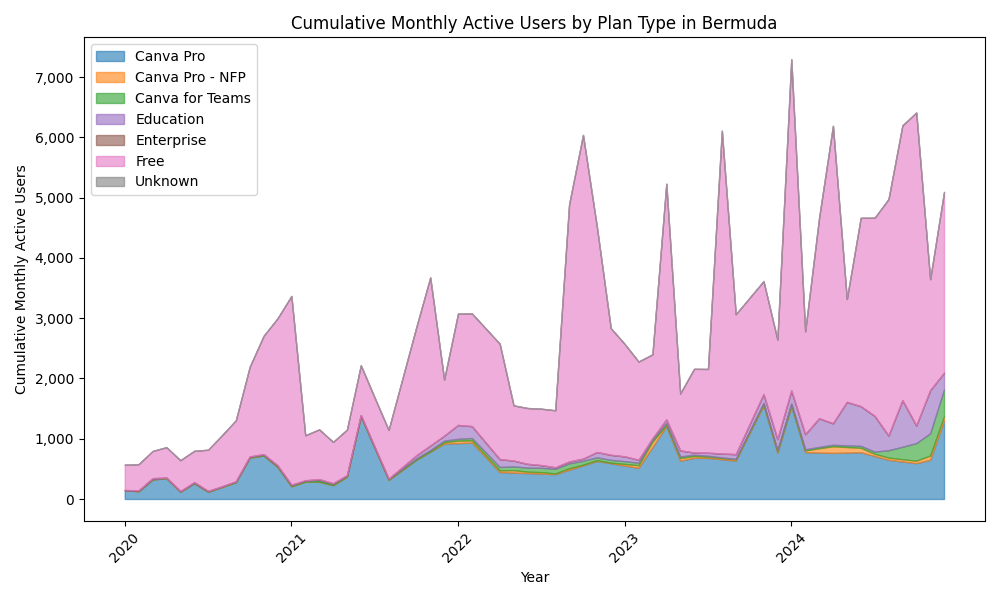 Cumulative Monthly Active Users by Plan Type in Bermuda
Canva Pro
Canva Pro - NFP
Canva for Teams
Education
Enterprise
Free
Unknown
Cumulative Monthly Active Users
7,000
6,000
5,000
4,000
3,000
2,000
1,000
0
2020
2021
2022
2023
2024
Year